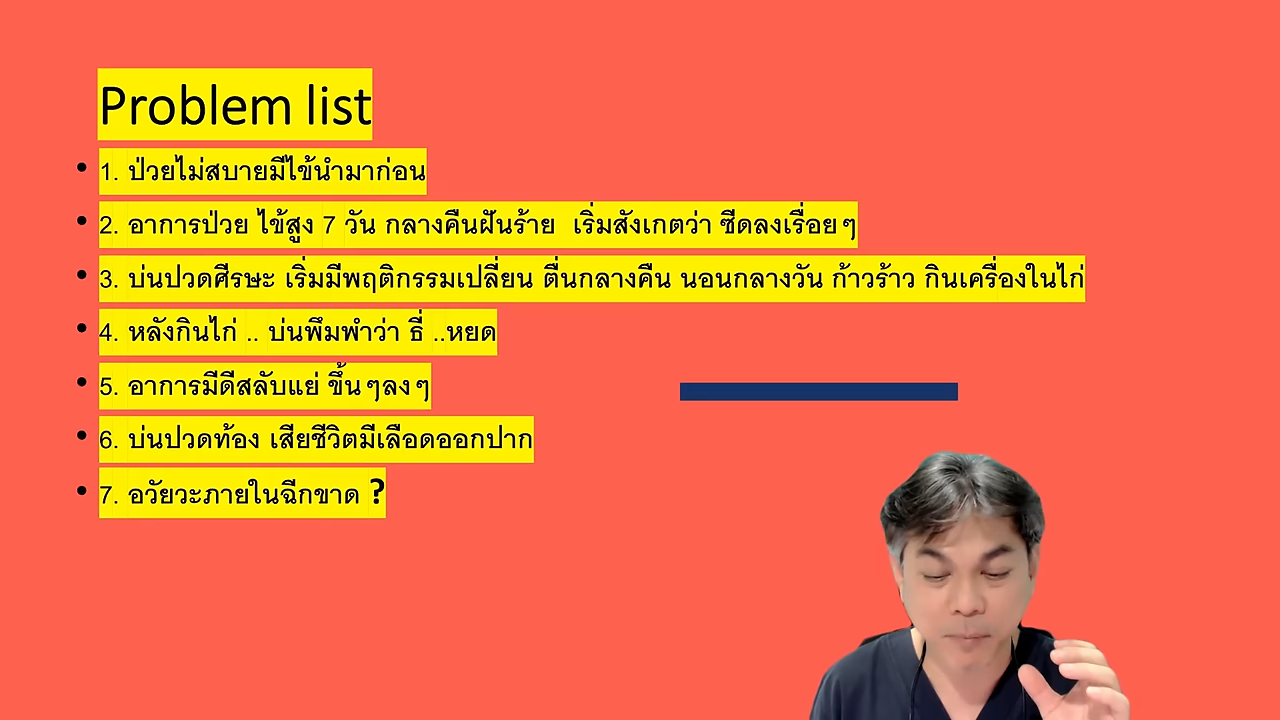 Problem list
• 1. ป่วยไม่สบายมีไข้นำมาก่อน
• 2. อาการป่วย ไข้สูง 7 วัน กลางคืนฝันร้าย เริ่มสังเกตว่า ซีดลงเรื่อยๆ
• 3. บ่นปวดศีรษะ เริ่มมีพฤติกรรมเปลี่ยน ตื่นกลางคืน นอนกลางวัน ก้าวร้าว กินเครื่องในไก่
• 4. หลังกินไก่ .. บ่นพึมพำว่า ธี่ ..หยด
• 5. อาการมีดีสลับแย่ ขึ้นๆลงๆ
• 6. บ่นปวดท้อง เสียชีวิตมีเลือดออกปาก
• 7. อวัยวะภายในฉีกขาด ?